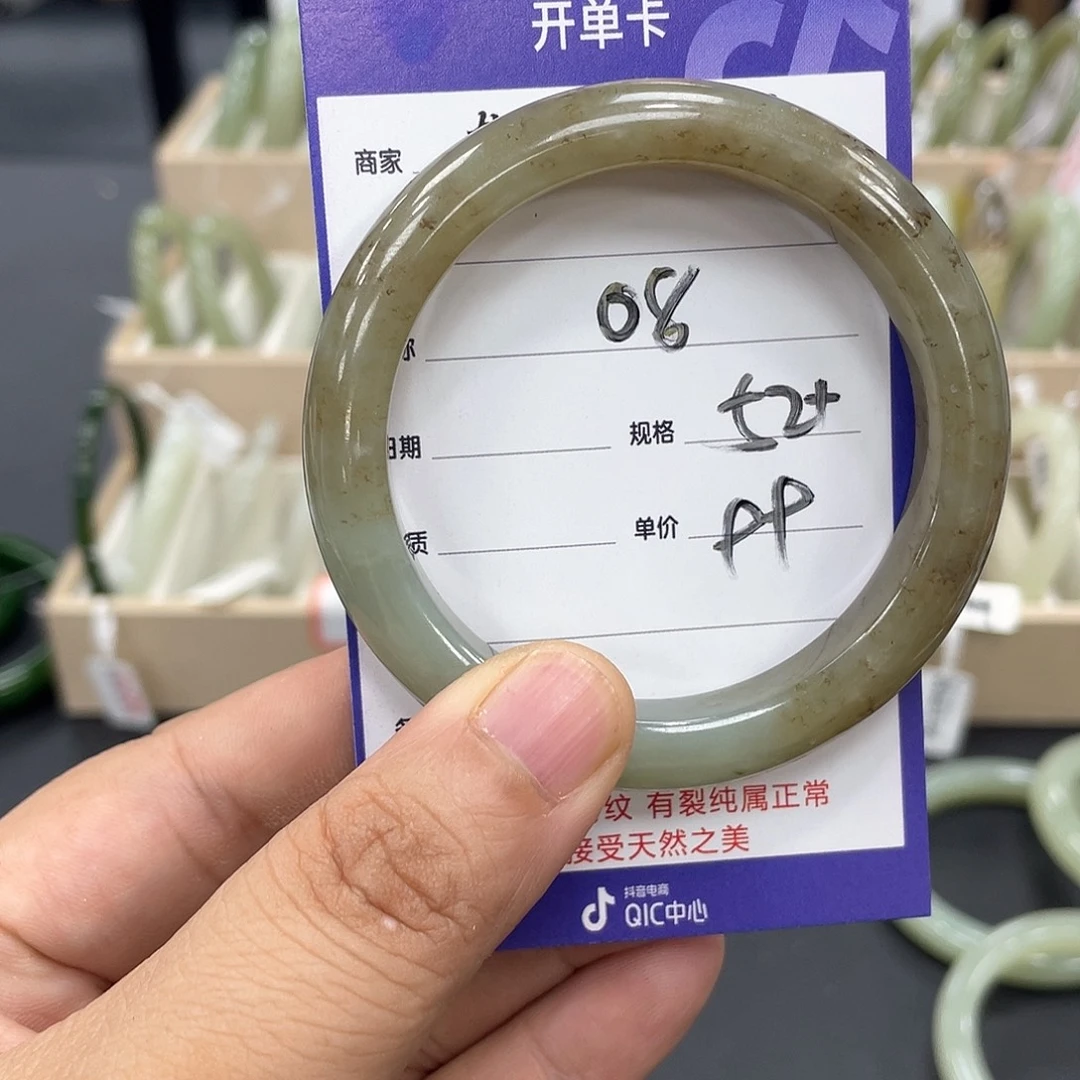 开单卡
商家
08
日期
规格 52+
质
单价 PP
纹 有裂纯属正常
接受天然之美
抖音电商
QIC中心